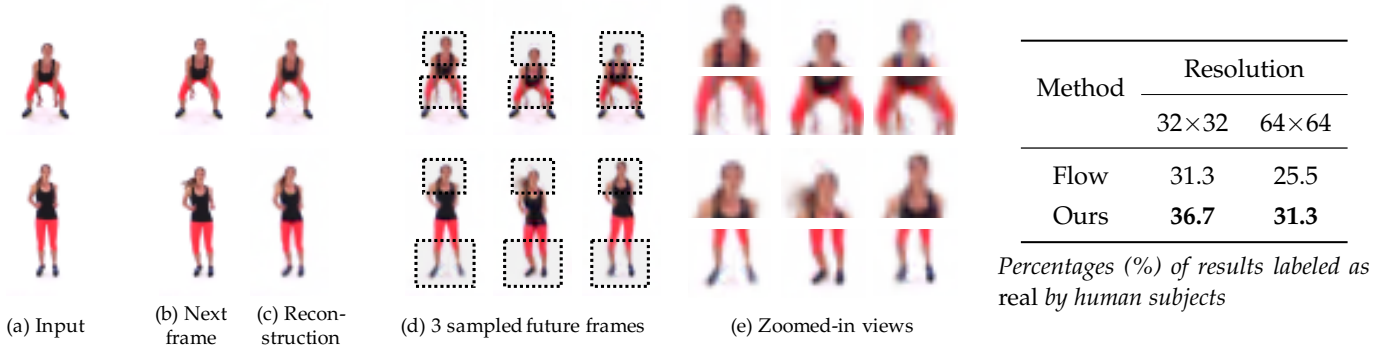 (a) Input
(b) Next
frame
(c) Recon-
struction
(d) 3 sampled future frames
(e) Zoomed-in views
Method
Resolution
32×32 64×64
Flow 31.3 25.5
Ours 36.7 31.3
Percentages (%) of results labeled as
real by human subjects